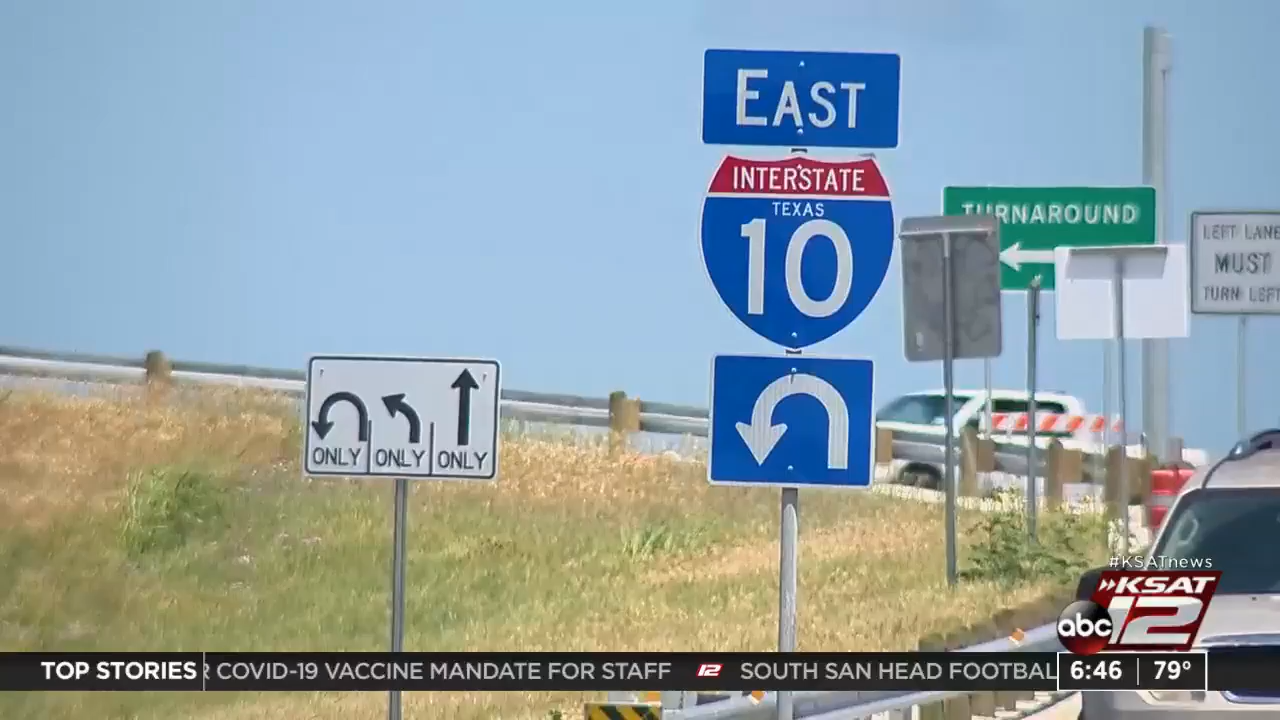 EAST
INTERSTATE
TEXAS
10
TURNAROUND
LEFT LANE
MUST
TURN LEFT
ONLY ONLY ONLY
#KSATnews
KSAT
abc 12
TOP STORIES R COVID-19 VACCINE MANDATE FOR STAFF 12 SOUTH SAN HEAD FOOTBAL 6:46 79°